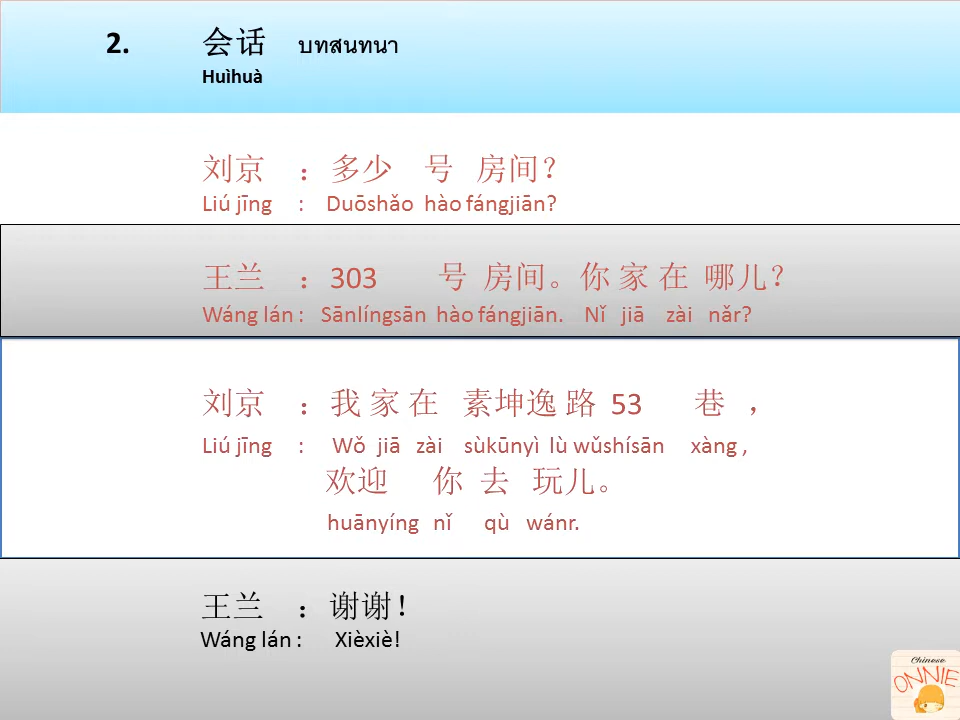 2. 会话 บทสนทนา
Huìhuà
刘京 : 多少 号 房间?
Liú jīng : Duōshǎo hào fángjiān?
王兰 : 303 号 房间。你 家 在 哪儿?
Wáng lán : Sānlíngsān hào fángjiān. Nǐ jiā zài nǎr?
刘京 : 我 家 在 素坤逸 路 53 巷 ,
Liú jīng : Wǒ jiā zài sùkūnyì lù wǔshísān xàng ,
欢迎 你 去 玩儿。
huānyíng nǐ qù wánr.
王兰 : 谢谢!
Wáng lán : Xièxiè!
Chinese
ONNIE